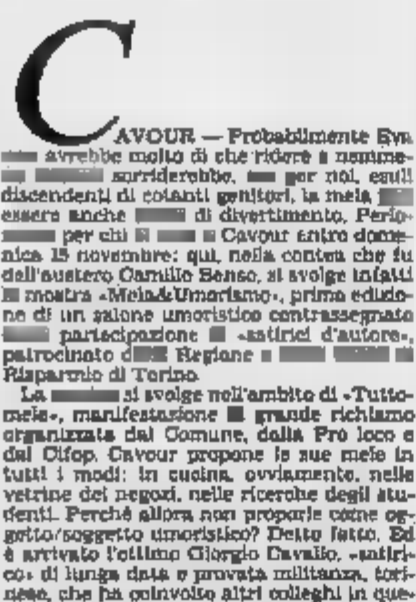 CAVOUR — Probabilmente Eva
avrebbe molto di che ridere e nemme-
sorriderebbe, per noi, esuli
discendenti di cotanti genitori, la mela
essere anche di divertimento. Perlo-
per chi a Cavour entro dome-
nica 15 novembre: qui, nella contea che fu
dell'austero Camillo Benso, si svolge infatti
mostra «Mela&Umorismo», prima edizio-
ne di un salone umoristico contrassegnato
partecipazione «satirici d'autore»,
patrocinato Regione e
Risparmio di Torino.
La si svolge nell'ambito di «Tutto-
mele», manifestazione grande richiamo
organizzata dal Comune, dalla Pro loco e
dal Cifop. Cavour propone le sue mele in
tutti i modi: in cucina, ovviamente, nelle
vetrine dei negozi, nelle ricerche degli stu-
denti. Perché allora non proporle come og-
getto/soggetto umoristico? Detto fatto. Ed
è arrivato l'ottimo Giorgio Cavallo, «satiri-
co» di lunga data e provata militanza, tori-
nese, che ha coinvolto altri colleghi in que-